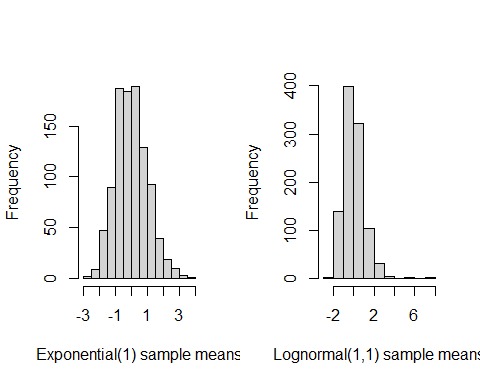 Frequency
150
50
0
-3 -1 1 3
Exponential(1) sample means
Frequency
400
300
200
100
0
-2 2 6
Lognormal(1,1) sample means